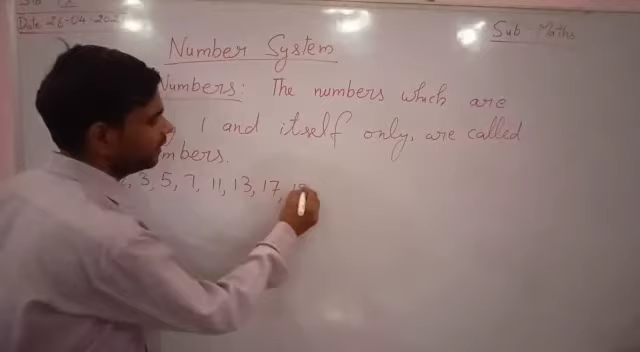 Date 26-04-202
Sub - Maths
Number System
Numbers: The numbers which are
1 and itself only, are called
mbers.
, 3, 5, 7, 11, 13, 17,